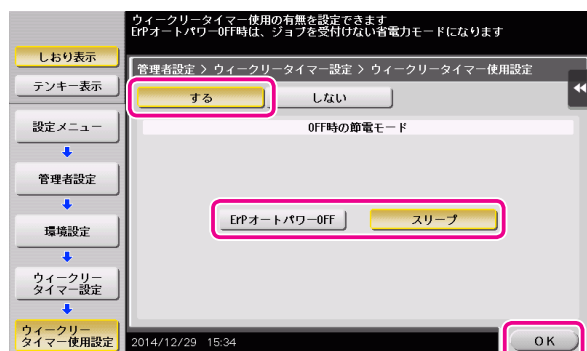 ウィークリータイマー使用の有無を設定できます
ErPオートパワーOFF時は、ジョブを受付けない省電力モードになります
しおり表示
テンキー表示
設定メニュー
管理者設定
環境設定
ウィークリー
タイマー設定
ウィークリー
タイマー使用設定
管理者設定 > ウィークリータイマー設定 > ウィークリータイマー使用設定
する
しない
OFF時の節電モード
ErPオートパワーOFF
スリープ
2014/12/29 15:34
OK